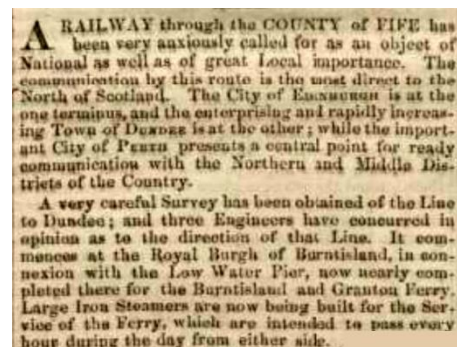 A RAILWAY through the COUNTY of FIFE has
been very anxiously called for as an object of
National as well as of great Local importance. The
communication by this route is the most direct to the
North of Scotland. The City of EDINBURGH is at the
one terminus, and the enterprising and rapidly increas-
ing Town of DUNDEE is at the other; while the import-
ant City of PERTH presents a central point for ready
communication with the Northern and Middle Dis-
tricts of the Country.
A very careful Survey has been obtained of the Line
to Dundee; and three Engineers have concurred in
opinion as to the direction of that Line. It com-
mences at the Royal Burgh of Burntisland, in con-
nexion with the Low Water Pier, now nearly com-
pleted there for the Burntisland and Granton Ferry.
Large Iron Steamers are now being built for the Ser-
vice of the Ferry, which are intended to pass every
hour during the day from either side.